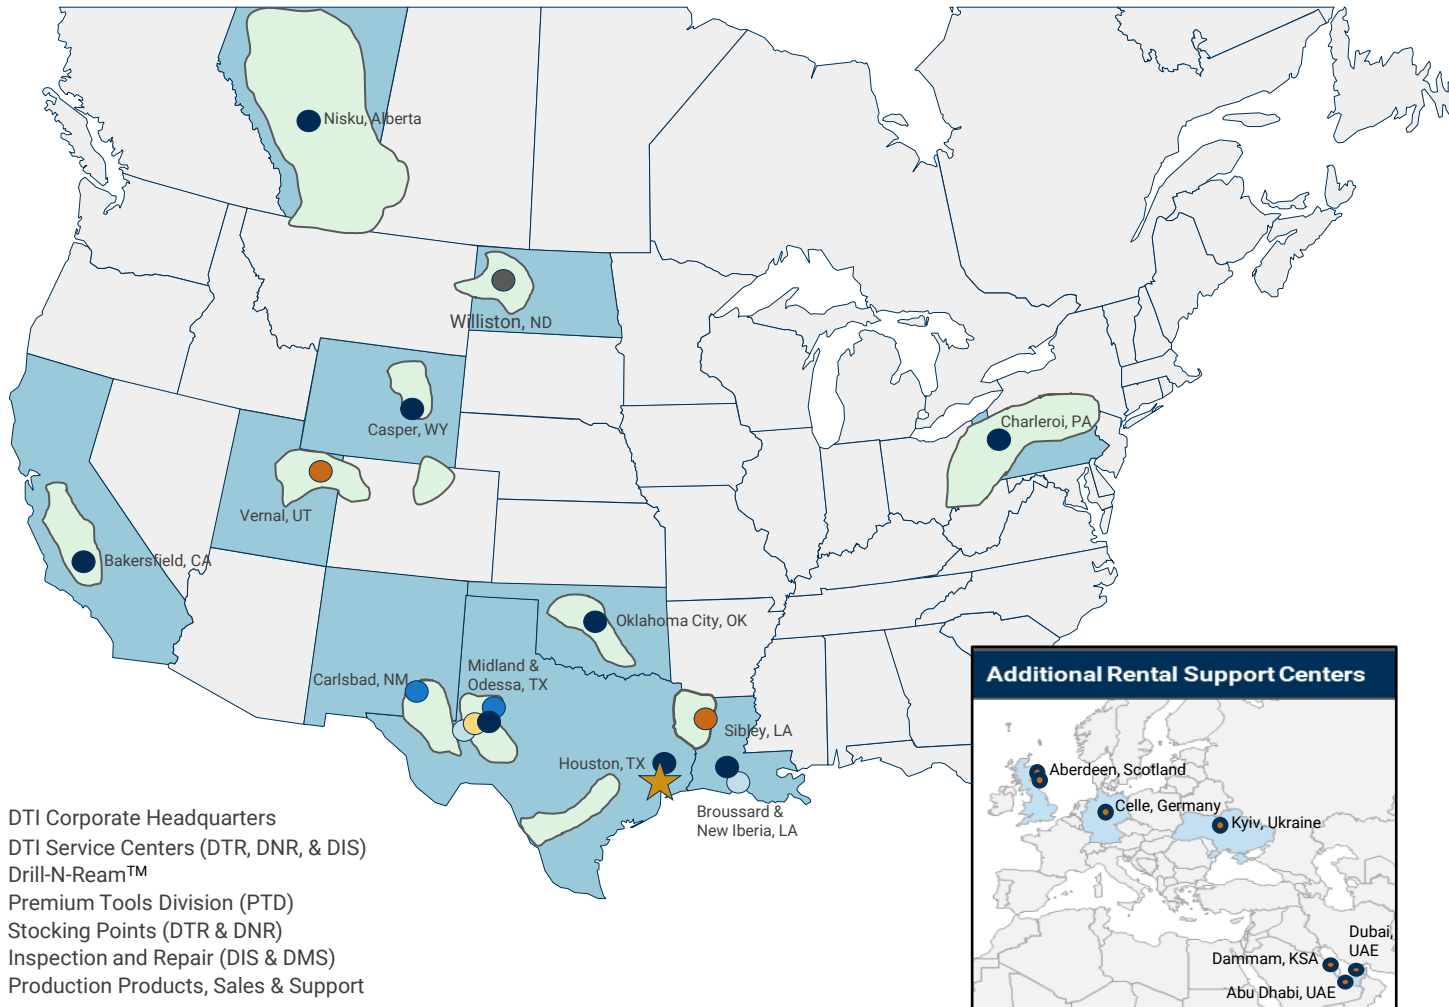 Nisku, Alberta
Williston, ND
Casper, WY
Charleroi, PA
Vernal, UT
Bakersfield, CA
Oklahoma City, OK
Midland &
Odessa, TX
Carlsbad, NM
Sibley, LA
Houston, TX
Broussard &
New Iberia, LA
DTI Corporate Headquarters
DTI Service Centers (DTR, DNR, & DIS)
Drill-N-Ream™
Premium Tools Division (PTD)
Stocking Points (DTR & DNR)
Inspection and Repair (DIS & DMS)
Production Products, Sales & Support
Additional Rental Support Centers
Aberdeen, Scotland
Celle, Germany
Kyiv, Ukraine
Dubai,
UAE
Dammam, KSA
Abu Dhabi, UAE